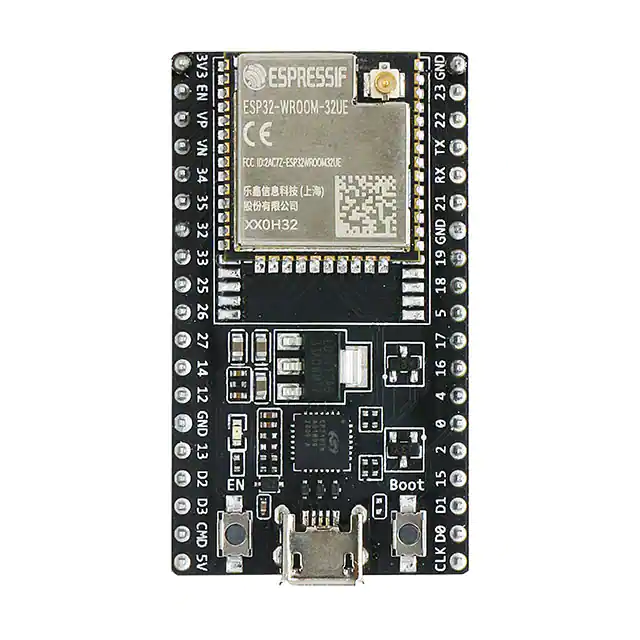 ESPRESSIF
ESP32-WROOM-32UE
CE
FCC ID:2AC7Z-ESP32WROOM32UE
乐鑫信息科技 (上海)
股份有限公司
XX0H32
3V3
EN
VP
VN
34
35
32
33
25
26
27
14
12
GND
13
D2
D3
CMD
5V
GND
23
22
TX
RX
21
GND
19
18
5
17
16
4
0
2
15
D1
D0
CLK
EN
Boot